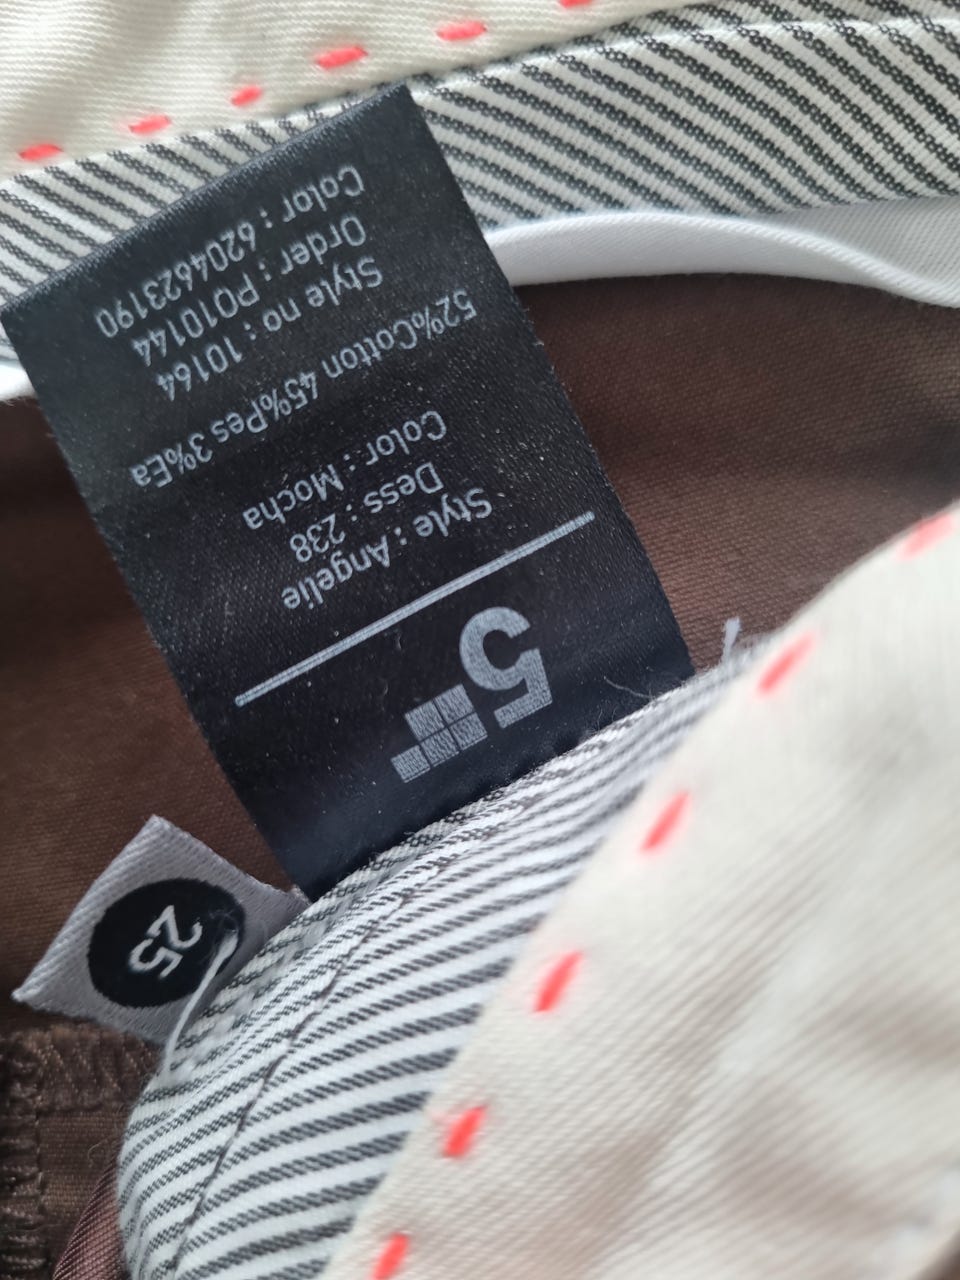 5
Style : Angelie
Dess : 238
Color : Mocha
52%Cotton 45%Pes 3%Ea
Style no : 10164
Order : PO10144
Color : 6204623190
25